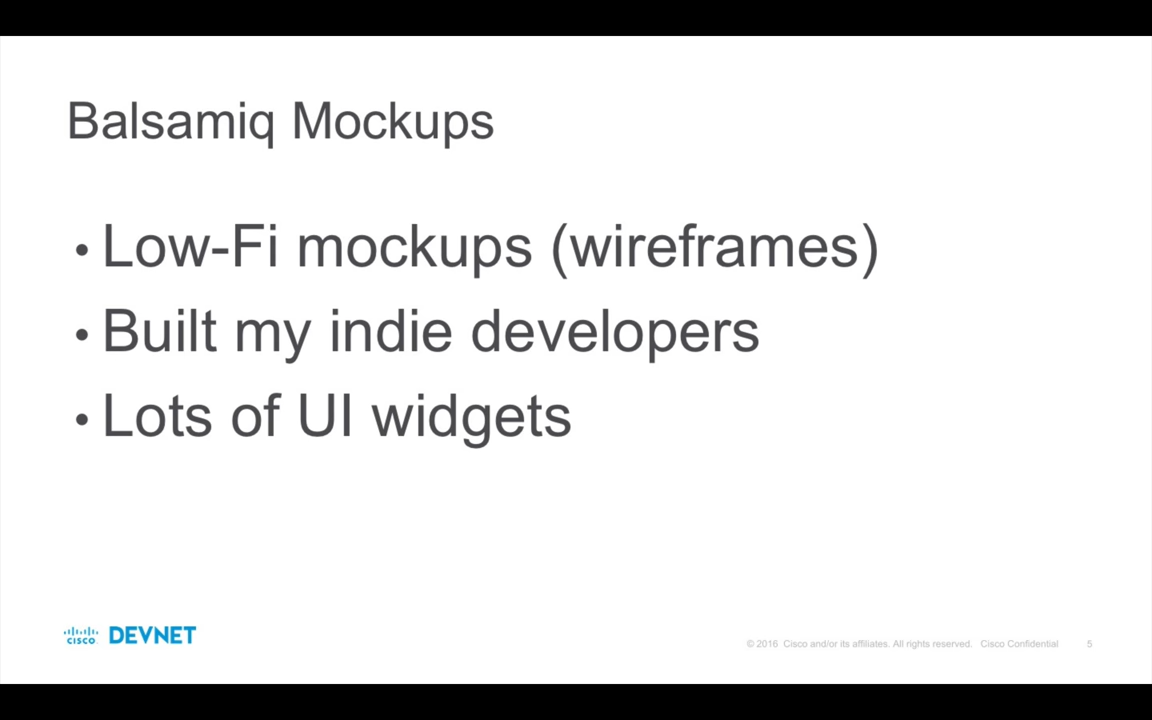 Balsamiq Mockups
• Low-Fi mockups (wireframes)
• Built my indie developers
• Lots of UI widgets
CISCO DEVNET
© 2016 Cisco and/or its affiliates. All rights reserved. Cisco Confidential 5